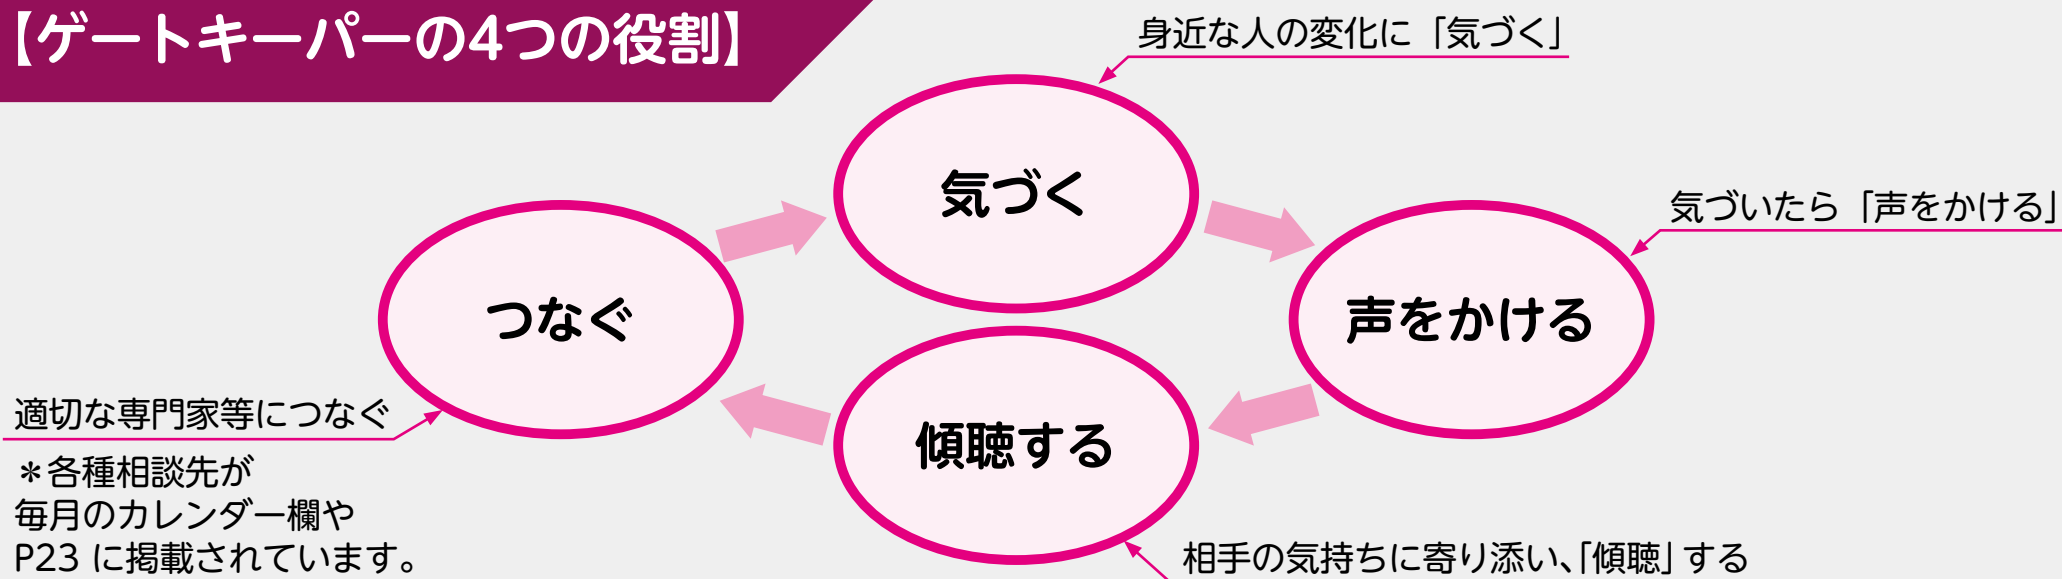 【ゲートキーパーの4つの役割】
身近な人の変化に「気づく」
気づく
気づいたら「声をかける」
声をかける
つなぐ
傾聴する
適切な専門家等につなぐ
＊各種相談先が
毎月のカレンダー欄や
P23 に掲載されています。
相手の気持ちに寄り添い、「傾聴」する